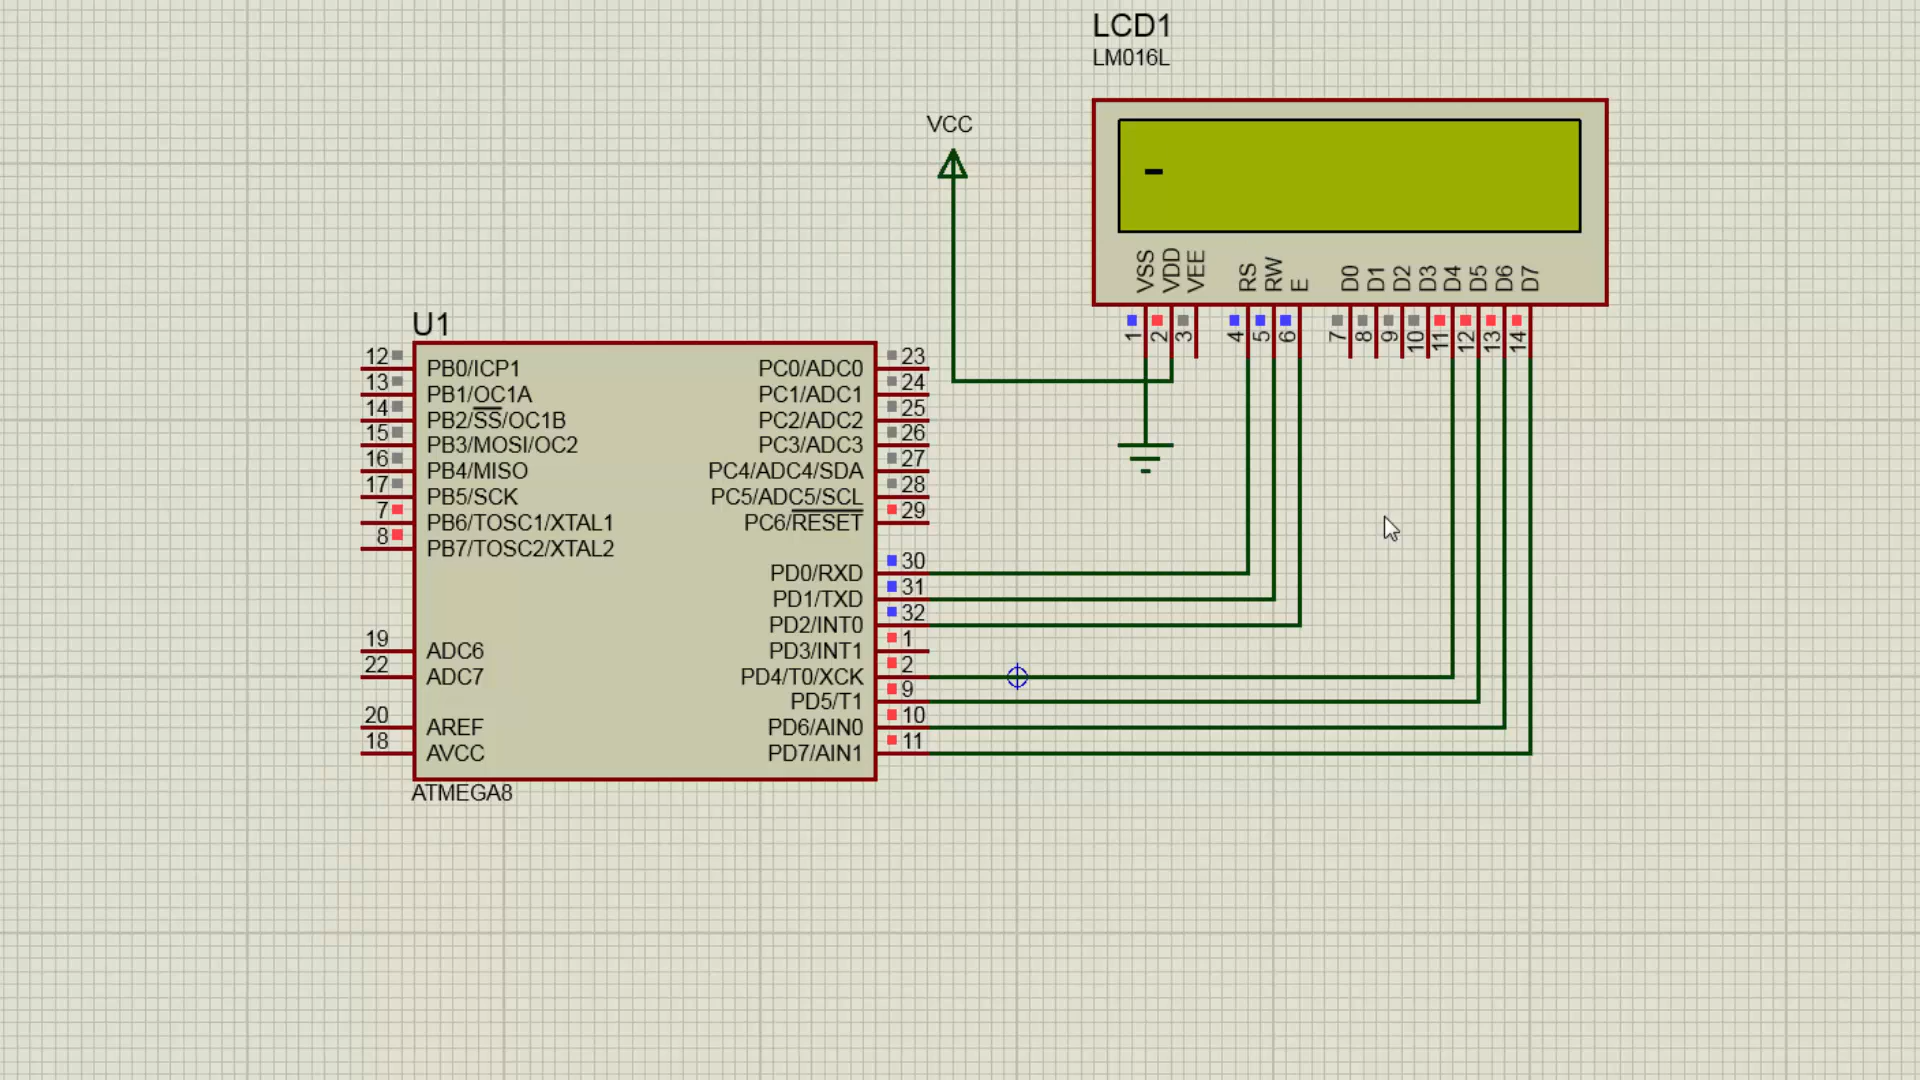 LCD1
LM016L
VCC
-
VSS
VDD
VEE
RS
RW
E
D0
D1
D2
D3
D4
D5
D6
D7
1
2
3
4
5
6
7
8
9
10
11
12
13
14
U1
12 PB0/ICP1 PC0/ADC0 23
13 PB1/OC1A PC1/ADC1 24
14 PB2/SS/OC1B PC2/ADC2 25
15 PB3/MOSI/OC2 PC3/ADC3 26
16 PB4/MISO PC4/ADC4/SDA 27
17 PB5/SCK PC5/ADC5/SCL 28
7 PB6/TOSC1/XTAL1 PC6/RESET 29
8 PB7/TOSC2/XTAL2
PD0/RXD 30
PD1/TXD 31
PD2/INT0 32
19 ADC6 PD3/INT1 1
22 ADC7 PD4/T0/XCK 2
PD5/T1 9
20 AREF PD6/AIN0 10
18 AVCC PD7/AIN1 11
ATMEGA8